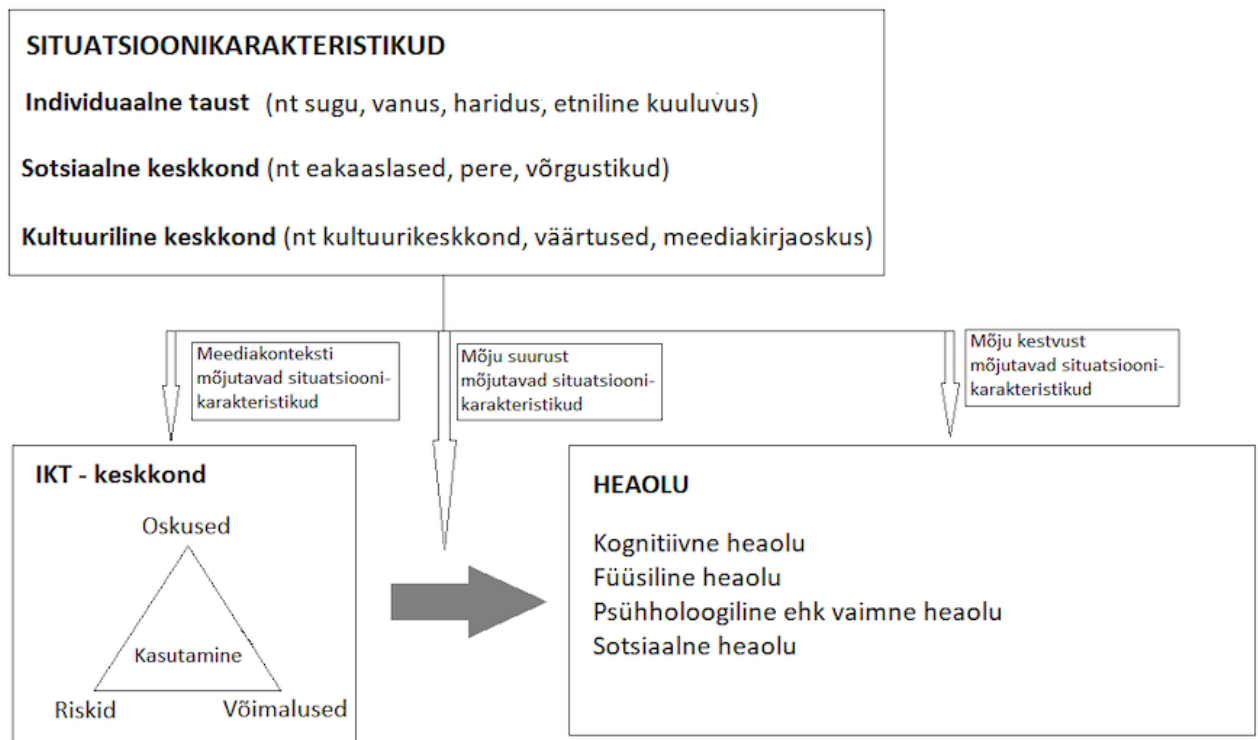 SITUATSIOONIKARAKTERISTIKUD
Individuaalne taust (nt sugu, vanus, haridus, etniline kuuluvus)
Sotsiaalne keskkond (nt eakaaslased, pere, võrgustikud)
Kultuuriline keskkond (nt kultuurikeskkond, väärtused, meediakirjaoskus)
Meediakonteksti
mõjutavad situatsiooni-
karakteristikud
Mõju suurust
mõjutavad situatsiooni-
karakteristikud
Mõju kestvust
mõjutavad situatsiooni-
karakteristikud
IKT - keskkond
Oskused
Kasutamine
Riskid
Võimalused
HEAOLU
Kognitiivne heaolu
Füüsiline heaolu
Psühholoogiline ehk vaimne heaolu
Sotsiaalne heaolu